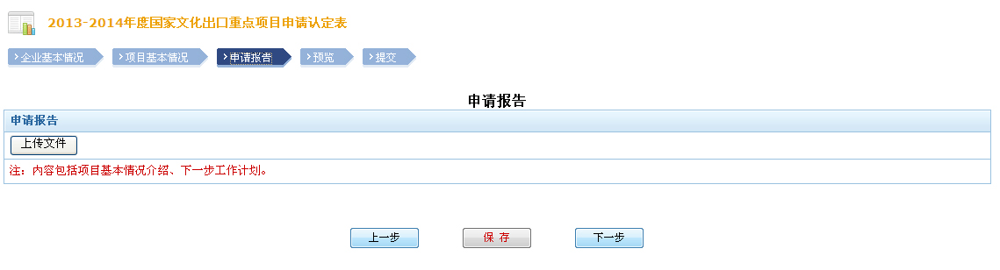 2013-2014年度国家文化出口重点项目申请认定表
企业基本情况 项目基本情况 申请报告 预览 提交
申请报告
申请报告
上传文件
注：内容包括项目基本情况介绍、下一步工作计划。
上一步 保 存 下一步